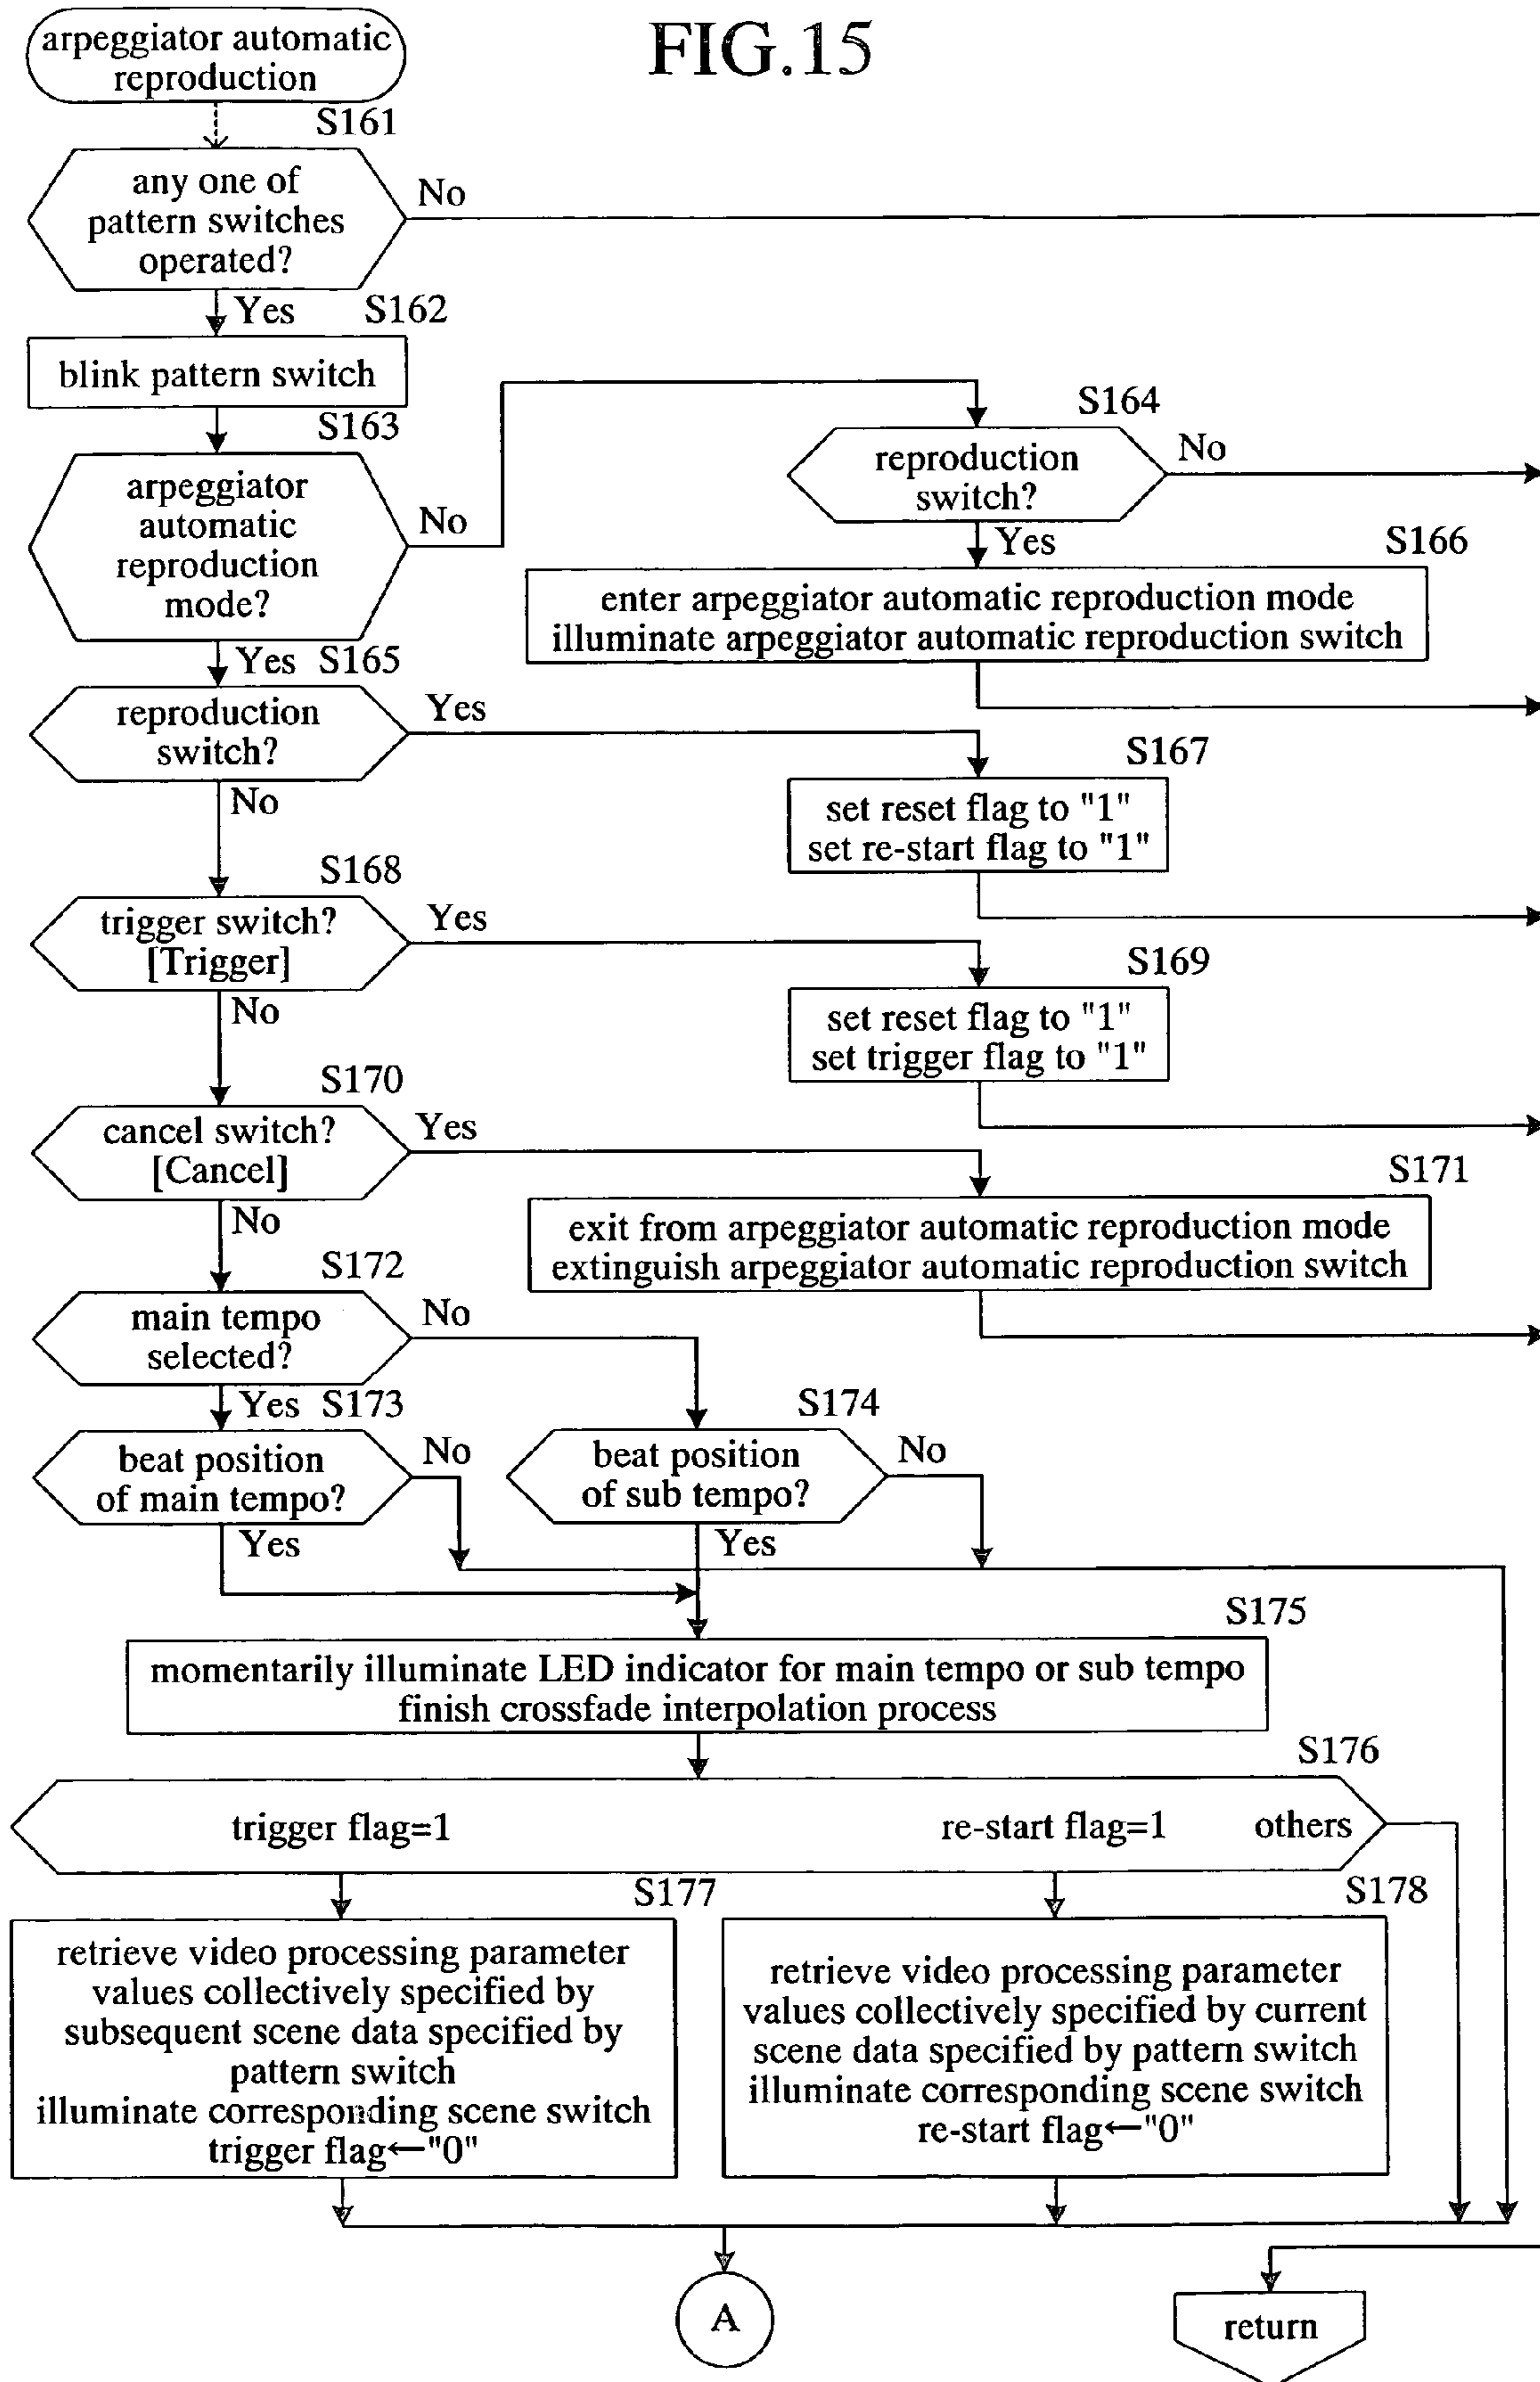 FIG.15
arpeggiator automatic
reproduction
S161
any one of
pattern switches
operated?
No
Yes
S162
blink pattern switch
S163
arpeggiator
automatic
reproduction
mode?
No
S164
reproduction
switch?
No
Yes
S166
enter arpeggiator automatic reproduction mode
illuminate arpeggiator automatic reproduction switch
Yes
S165
reproduction
switch?
Yes
S167
set reset flag to "1"
set re-start flag to "1"
No
S168
trigger switch?
[Trigger]
Yes
S169
set reset flag to "1"
set trigger flag to "1"
No
S170
cancel switch?
[Cancel]
Yes
S171
exit from arpeggiator automatic reproduction mode
extinguish arpeggiator automatic reproduction switch
No
S172
main tempo
selected?
No
Yes
S173
beat position
of main tempo?
No
Yes
S174
beat position
of sub tempo?
No
Yes
S175
momentarily illuminate LED indicator for main tempo or sub tempo
finish crossfade interpolation process
S176
trigger flag=1
re-start flag=1
others
S177
retrieve video processing parameter
values collectively specified by
subsequent scene data specified by
pattern switch
illuminate corresponding scene switch
trigger flag←"0"
S178
retrieve video processing parameter
values collectively specified by current
scene data specified by pattern switch
illuminate corresponding scene switch
re-start flag←"0"
A
return